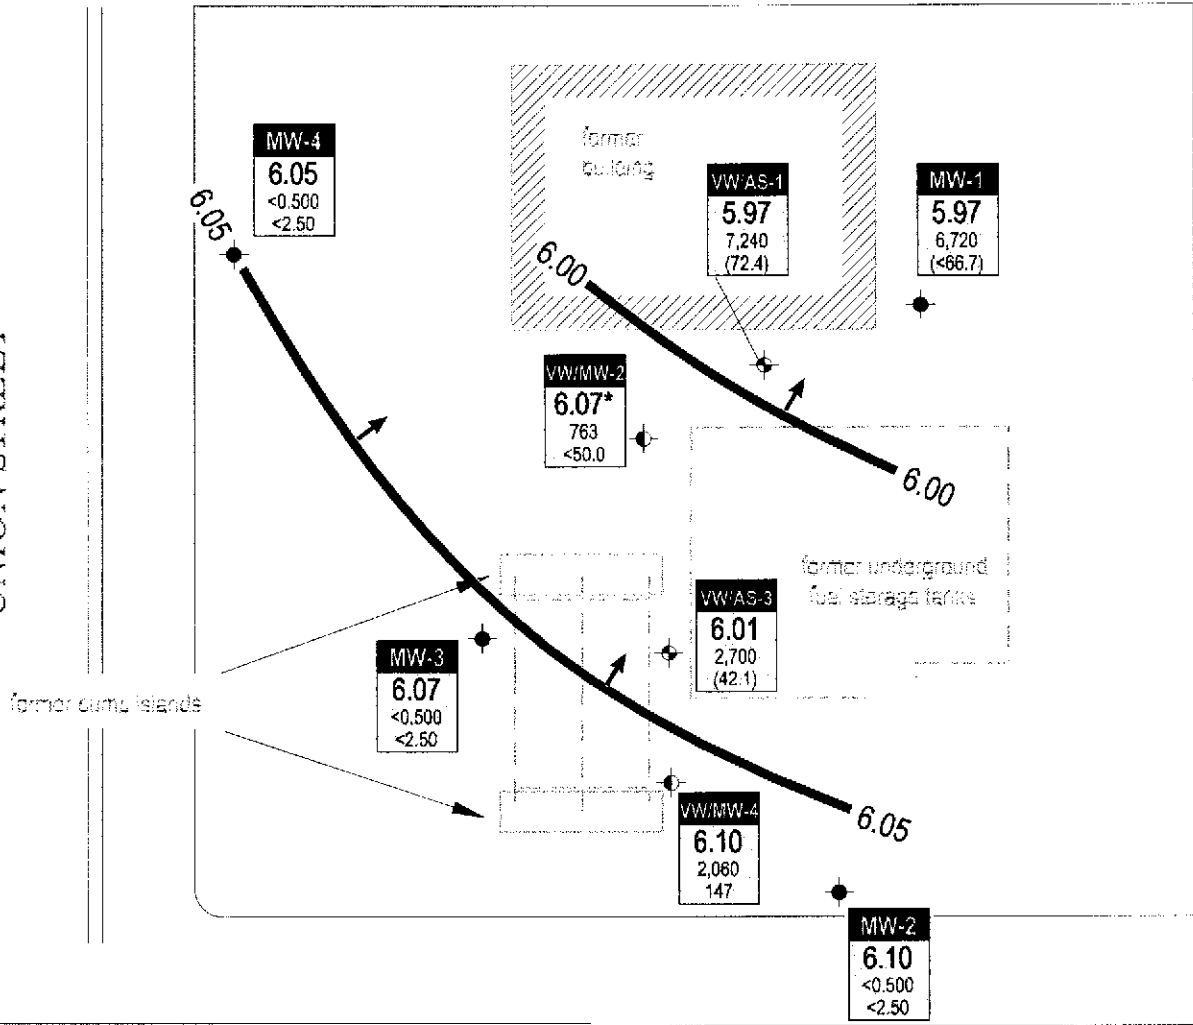 MW-4
6.05
<0.500
<2.50
6.05
former
building
VW/AS-1
5.97
7,240
(72.4)
MW-1
5.97
6,720
(<66.7)
6.00
VW/MW-2
6.07*
763
<50.0
6.00
former underground
fuel storage tanks
VW/AS-3
6.01
2,700
(42.1)
MW-3
6.07
<0.500
<2.50
former pump islands
VW/MW-4
6.10
2,060
147
6.05
MW-2
6.10
<0.500
<2.50